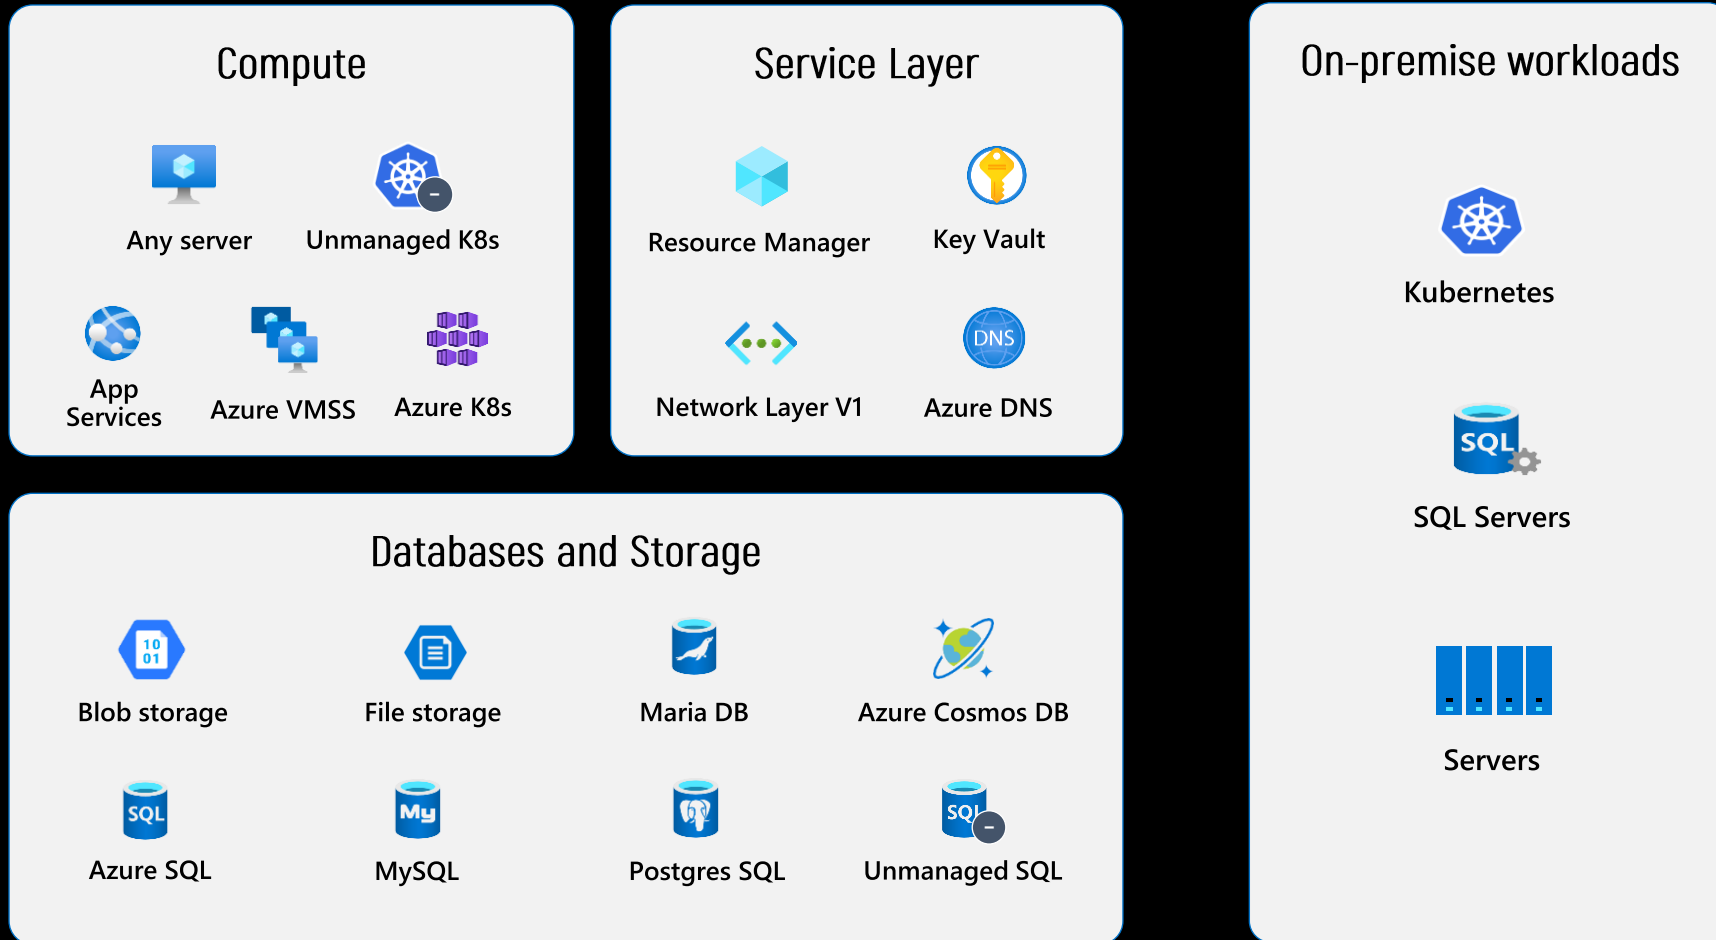 Compute
Any server
Unmanaged K8s
App
Services
Azure VMSS
Azure K8s
Service Layer
Resource Manager
Key Vault
Network Layer V1
DNS
Azure DNS
Databases and Storage
10
01
Blob storage
File storage
Maria DB
Azure Cosmos DB
SQL
Azure SQL
My
MySQL
Postgres SQL
SQL
Unmanaged SQL
On-premise workloads
Kubernetes
SQL
SQL Servers
Servers